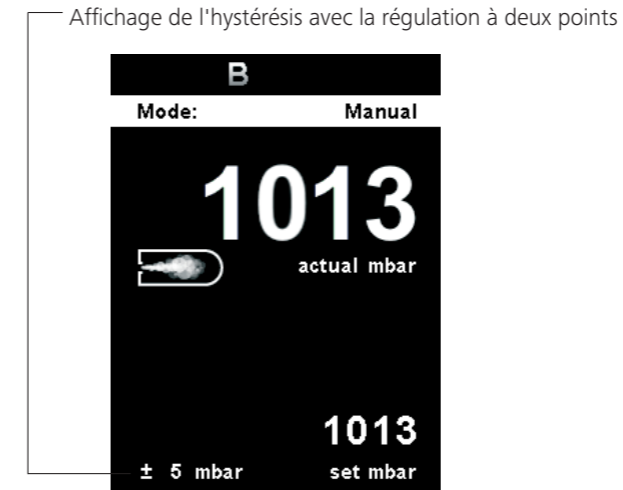 Affichage de l'hystérésis avec la régulation à deux points
B
Mode: Manual
1013
actual mbar
1013
± 5 mbar set mbar